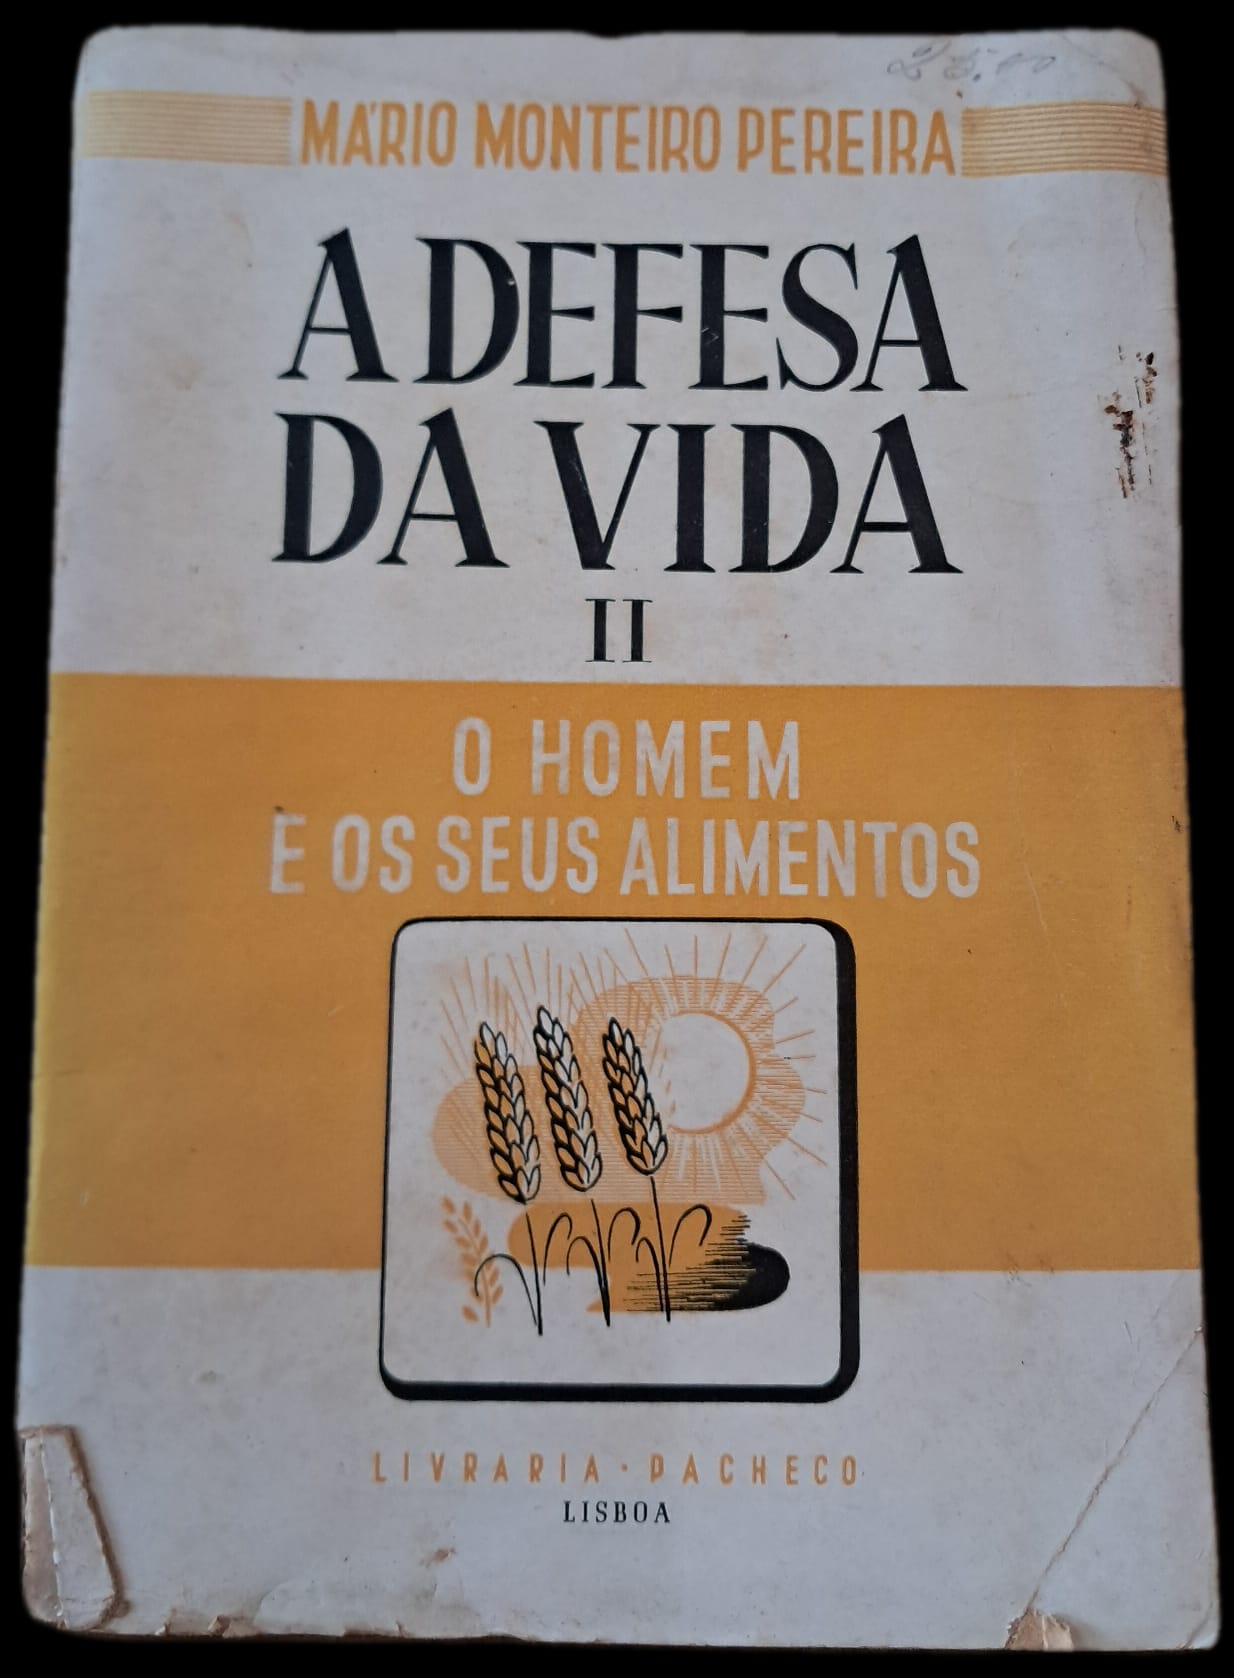 MÁRIO MONTEIRO PEREIRA
A DEFESA
DA VIDA
II
O HOMEM
E OS SEUS ALIMENTOS
LIVRARIA · PACHECO
LISBOA